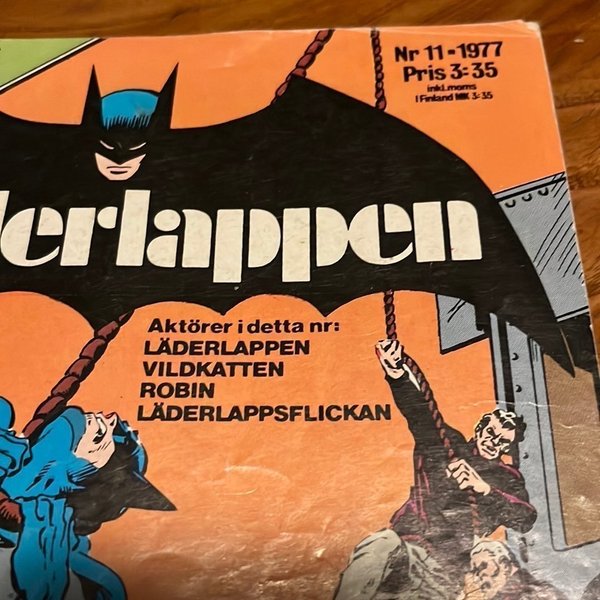 Nr 11 - 1977
Pris 3:35
inkl.moms
I Finland MK 3:35
derlappen
Aktörer i detta nr:
LÄDERLAPPEN
VILDKATTEN
ROBIN
LÄDERLAPPSFLICKAN